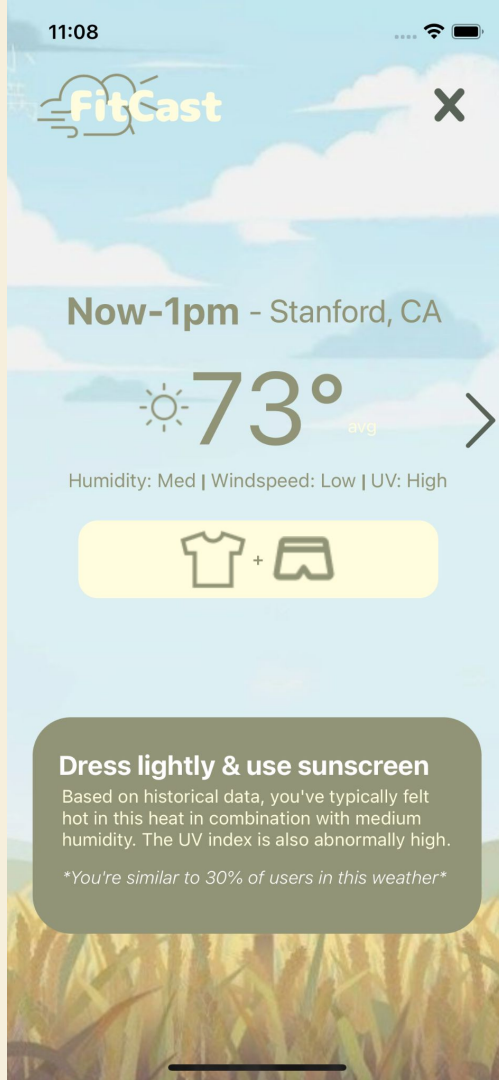 11:08
FitCast
Now-1pm - Stanford, CA
73°
avg
Humidity: Med | Windspeed: Low | UV: High
+
Dress lightly & use sunscreen
Based on historical data, you've typically felt
hot in this heat in combination with medium
humidity. The UV index is also abnormally high.
*You're similar to 30% of users in this weather*